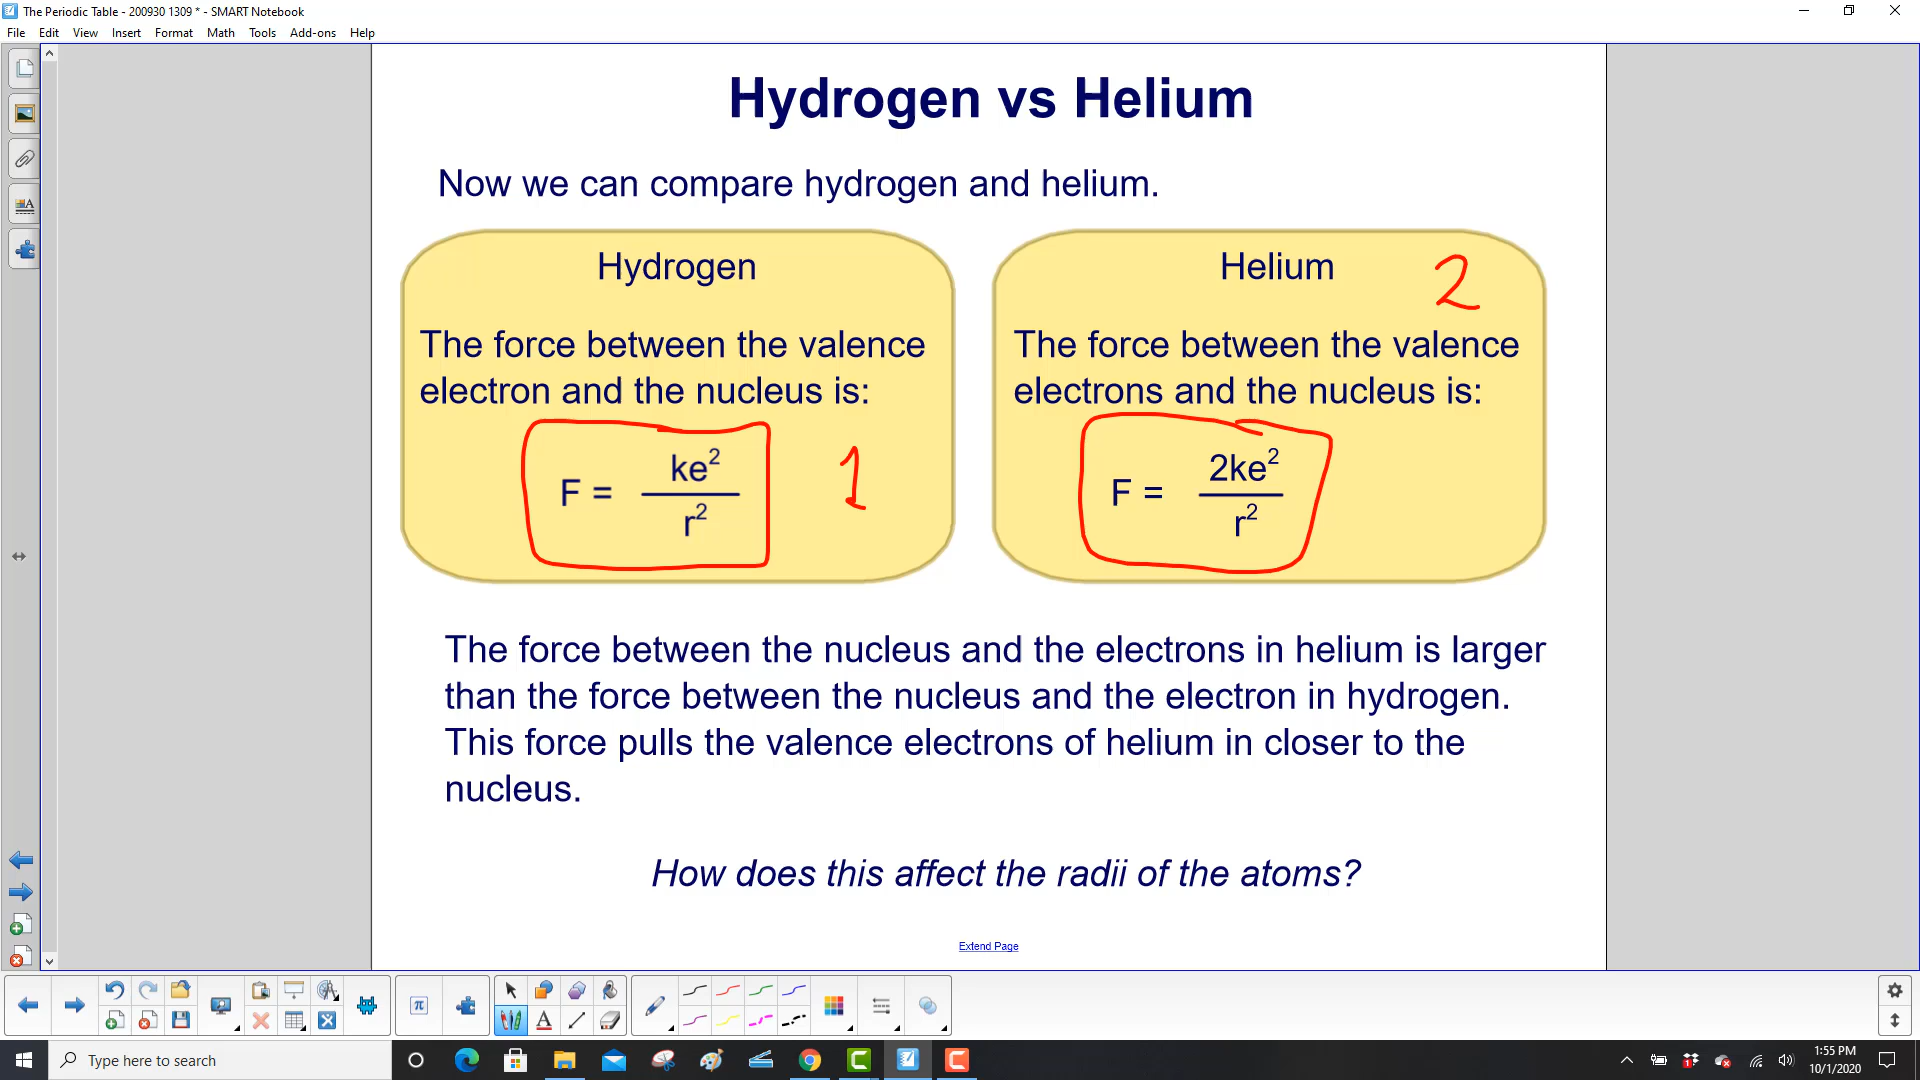 The Periodic Table - 200930 1309 * - SMART Notebook
File Edit View Insert Format Math Tools Add-ons Help
Hydrogen vs Helium
Now we can compare hydrogen and helium.
Hydrogen
The force between the valence
electron and the nucleus is:
F = ke²/r²
1
Helium
2
The force between the valence
electrons and the nucleus is:
F = 2ke²/r²
The force between the nucleus and the electrons in helium is larger
than the force between the nucleus and the electron in hydrogen.
This force pulls the valence electrons of helium in closer to the
nucleus.
How does this affect the radii of the atoms?
Extend Page
π
A
Type here to search
1:55 PM
10/1/2020